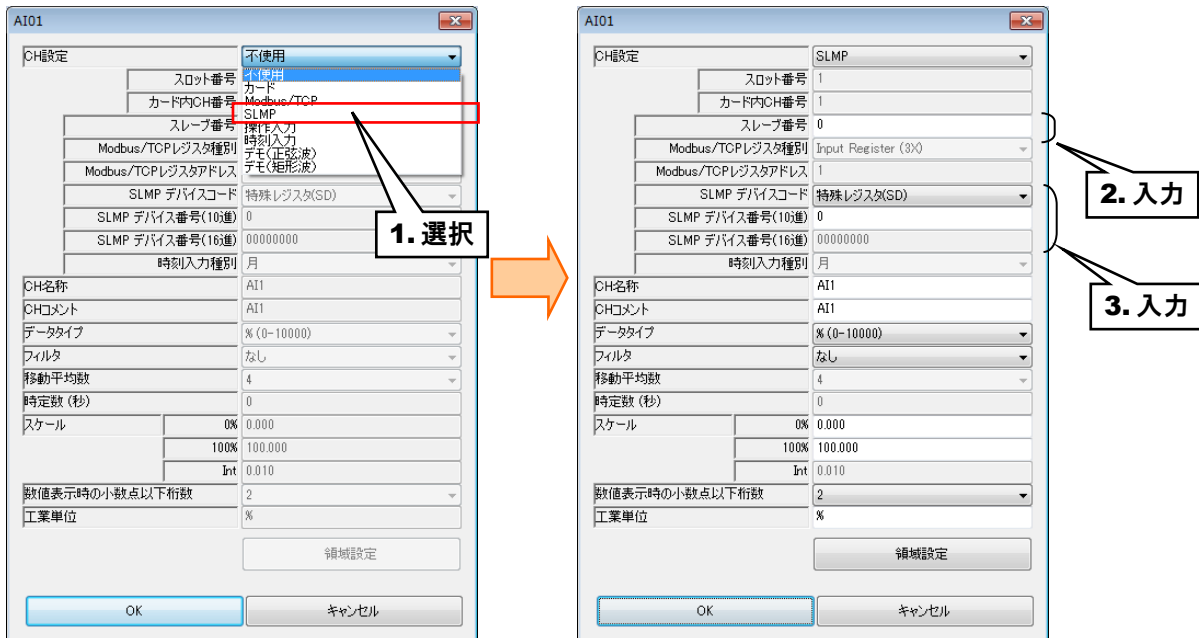 AI01
CH設定 不使用
不使用
カード
Modbus/TCP
SLMP
操作入力
時刻入力
デモ(正弦波)
デモ(矩形波)
スロット番号
カード内CH番号
スレーブ番号
Modbus/TCPレジスタ種別
Modbus/TCPレジスタアドレス
SLMP デバイスコード 特殊レジスタ(SD)
SLMP デバイス番号(10進) 0
SLMP デバイス番号(16進) 00000000
時刻入力種別 月
CH名称 AI1
CHコメント AI1
データタイプ % (0-10000)
フィルタ なし
移動平均数 4
時定数 (秒) 0
スケール 0% 0.000
100% 100.000
Int 0.010
数値表示時の小数点以下桁数 2
工業単位 %
領域設定
OK キャンセル
1. 選択
AI01
CH設定 SLMP
スロット番号 1
カード内CH番号 1
スレーブ番号 0
Modbus/TCPレジスタ種別 Input Register (3X)
Modbus/TCPレジスタアドレス 1
SLMP デバイスコード 特殊レジスタ(SD)
SLMP デバイス番号(10進) 0
SLMP デバイス番号(16進) 00000000
時刻入力種別 月
CH名称 AI1
CHコメント AI1
データタイプ % (0-10000)
フィルタ なし
移動平均数 4
時定数 (秒) 0
スケール 0% 0.000
100% 100.000
Int 0.010
数値表示時の小数点以下桁数 2
工業単位 %
領域設定
OK キャンセル
2. 入力
3. 入力